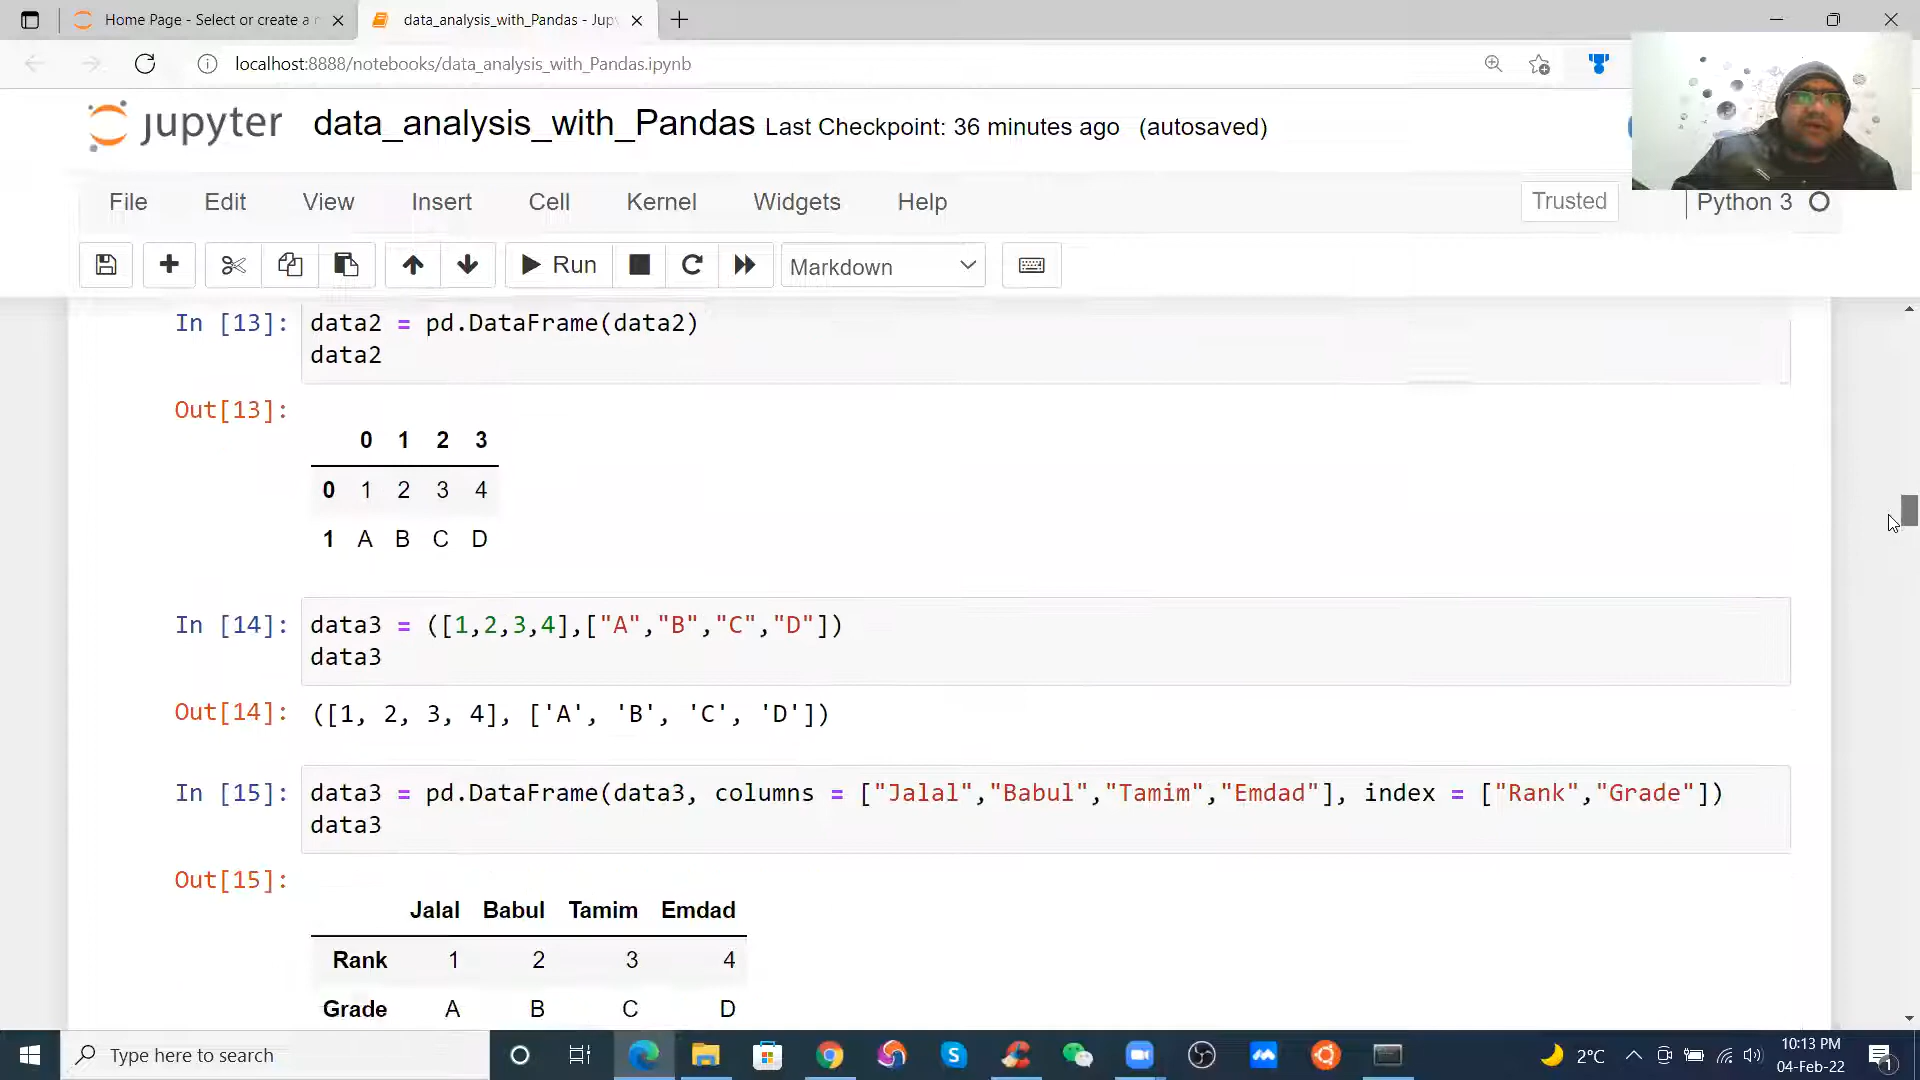 Home Page - Select or create a n
data_analysis_with_Pandas - Jup
localhost:8888/notebooks/data_analysis_with_Pandas.ipynb
jupyter
data_analysis_with_Pandas Last Checkpoint: 36 minutes ago (autosaved)
File Edit View Insert Cell Kernel Widgets Help
Trusted
Python 3
Run
Markdown
In [13]: data2 = pd.DataFrame(data2)
data2
Out[13]:
0 1 2 3
0 1 2 3 4
1 A B C D
In [14]: data3 = ([1,2,3,4],["A","B","C","D"])
data3
Out[14]: ([1, 2, 3, 4], ['A', 'B', 'C', 'D'])
In [15]: data3 = pd.DataFrame(data3, columns = ["Jalal","Babul","Tamim","Emdad"], index = ["Rank","Grade"])
data3
Out[15]:
Jalal Babul Tamim Emdad
Rank 1 2 3 4
Grade A B C D
Type here to search
2°C
10:13 PM
04-Feb-22
1